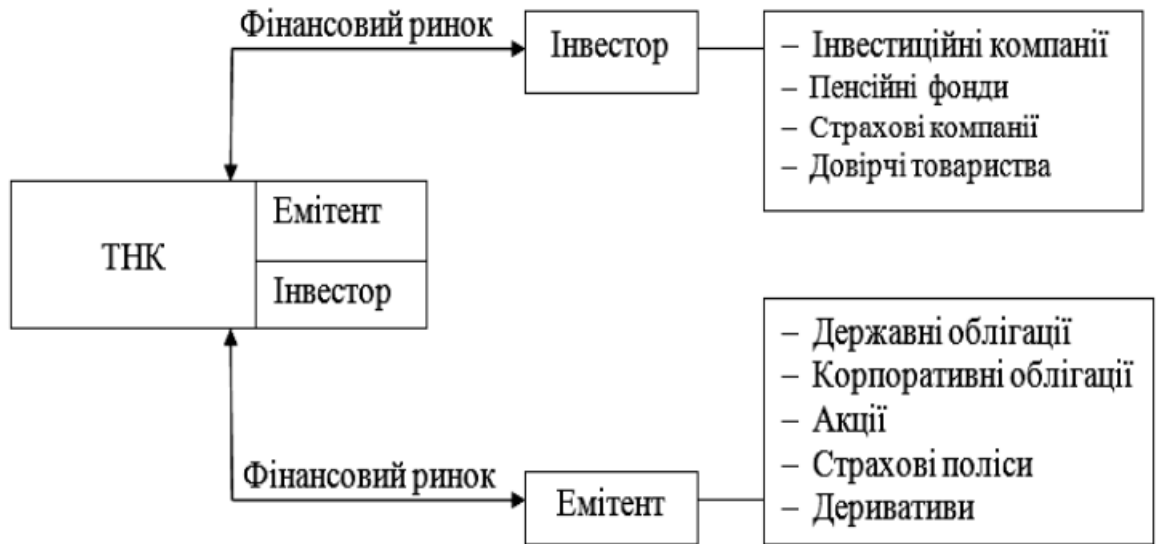 Фінансовий ринок
Інвестор
– Інвестиційні компанії
– Пенсійні фонди
– Страхові компанії
– Довірчі товариства
ТНК
Емітент
Інвестор
Фінансовий ринок
Емітент
– Державні облігації
– Корпоративні облігації
– Акції
– Страхові поліси
– Деривативи